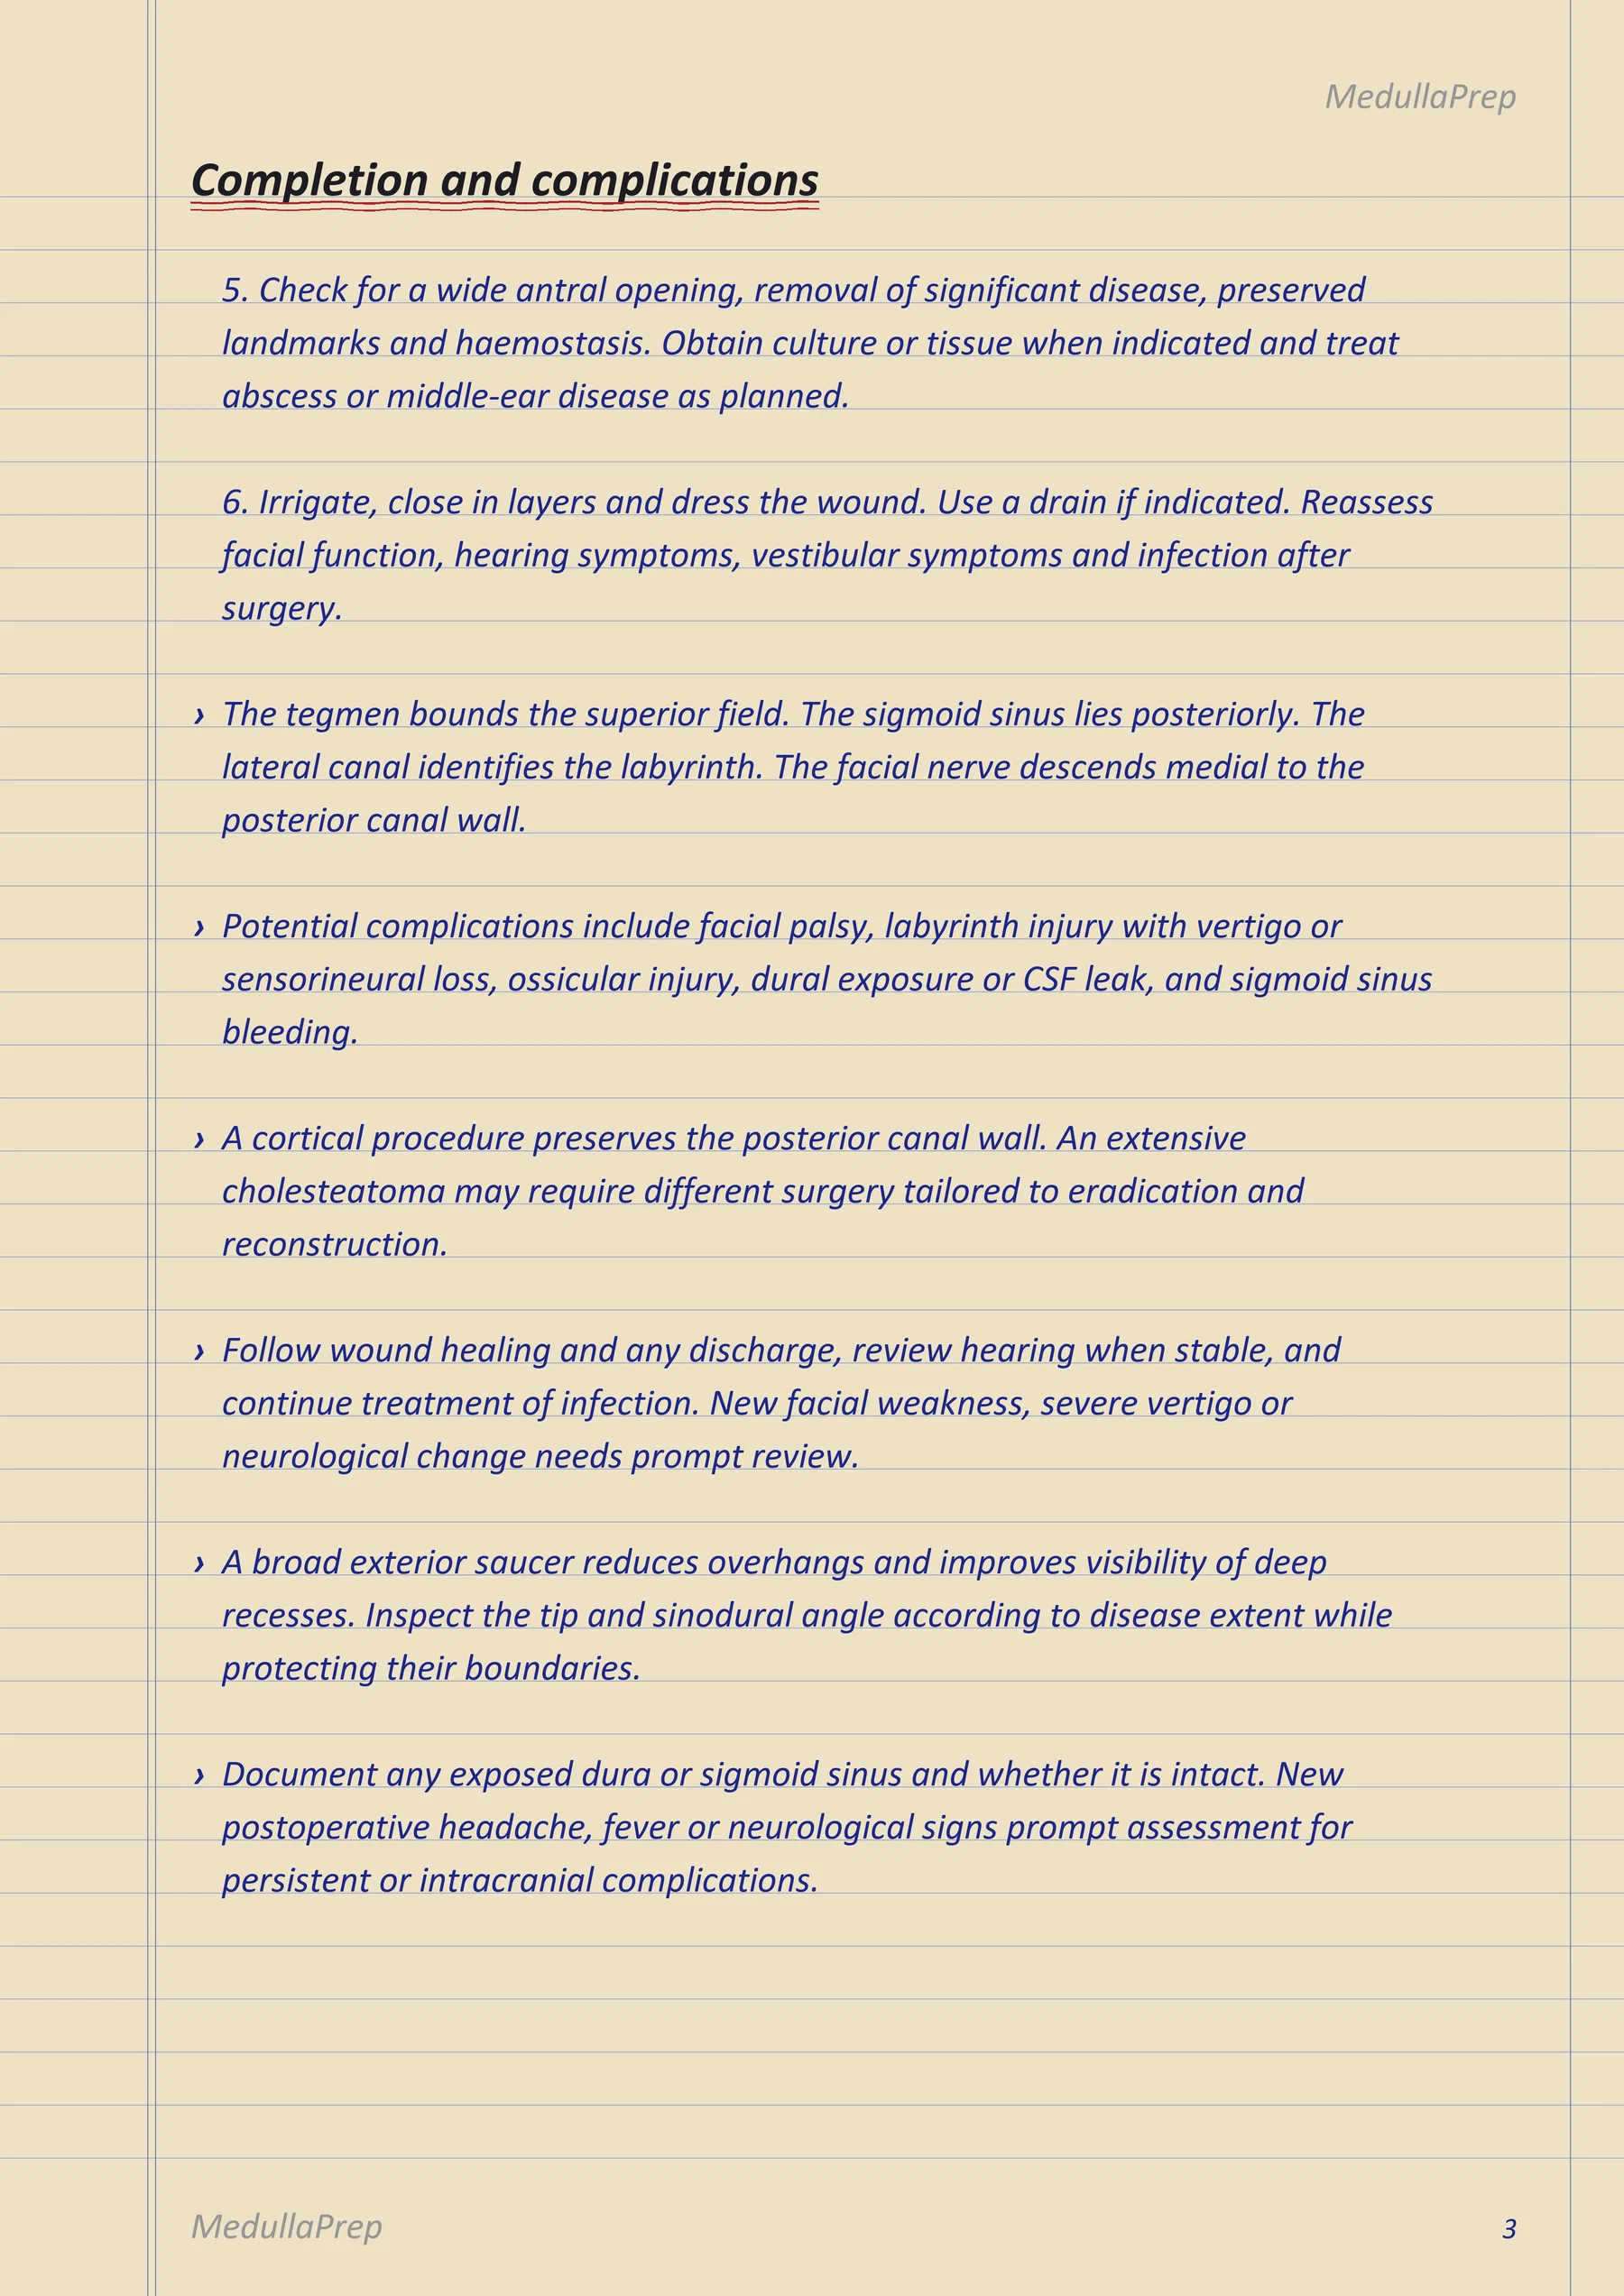 MedullaPrep
Completion and complications
5. Check for a wide antral opening, removal of significant disease, preserved
landmarks and haemostasis. Obtain culture or tissue when indicated and treat
abscess or middle-ear disease as planned.
6. Irrigate, close in layers and dress the wound. Use a drain if indicated. Reassess
facial function, hearing symptoms, vestibular symptoms and infection after
surgery.
› The tegmen bounds the superior field. The sigmoid sinus lies posteriorly. The
lateral canal identifies the labyrinth. The facial nerve descends medial to the
posterior canal wall.
› Potential complications include facial palsy, labyrinth injury with vertigo or
sensorineural loss, ossicular injury, dural exposure or CSF leak, and sigmoid sinus
bleeding.
› A cortical procedure preserves the posterior canal wall. An extensive
cholesteatoma may require different surgery tailored to eradication and
reconstruction.
› Follow wound healing and any discharge, review hearing when stable, and
continue treatment of infection. New facial weakness, severe vertigo or
neurological change needs prompt review.
› A broad exterior saucer reduces overhangs and improves visibility of deep
recesses. Inspect the tip and sinodural angle according to disease extent while
protecting their boundaries.
› Document any exposed dura or sigmoid sinus and whether it is intact. New
postoperative headache, fever or neurological signs prompt assessment for
persistent or intracranial complications.
MedullaPrep
3